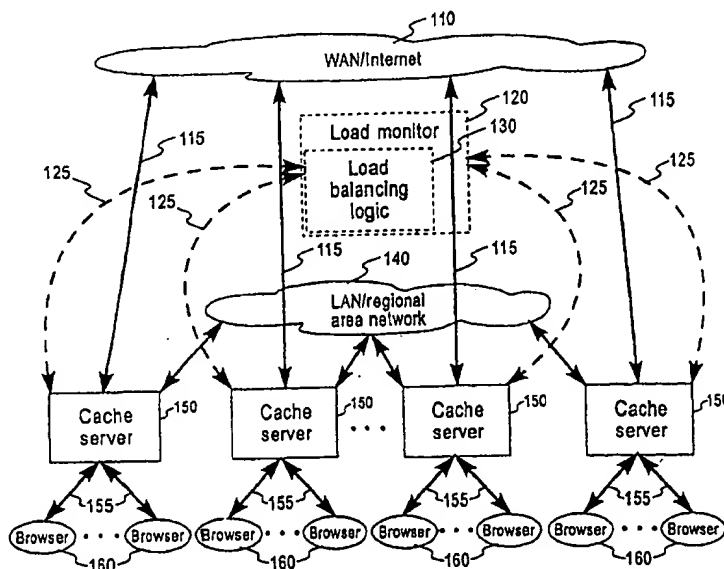 110
WAN/Internet
120
115
Load monitor
130
115
125
125
Load
balancing
logic
125
125
115
140
115
LAN/regional
area network
Cache
server
150
Cache
server
150
. . .
Cache
server
150
Cache
server
150
155
155
155
155
Browser . . . Browser
Browser . . . Browser
Browser . . . Browser
Browser . . . Browser
160
160
160
160